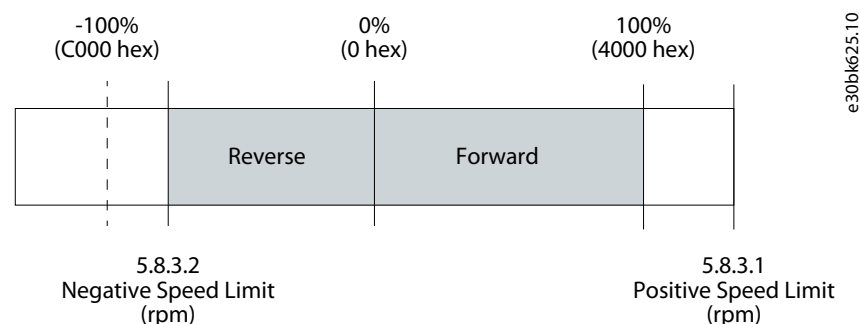 -100%
(C000 hex)
0%
(0 hex)
100%
(4000 hex)
e30bk625.10
Reverse
Forward
5.8.3.2
Negative Speed Limit
(rpm)
5.8.3.1
Positive Speed Limit
(rpm)